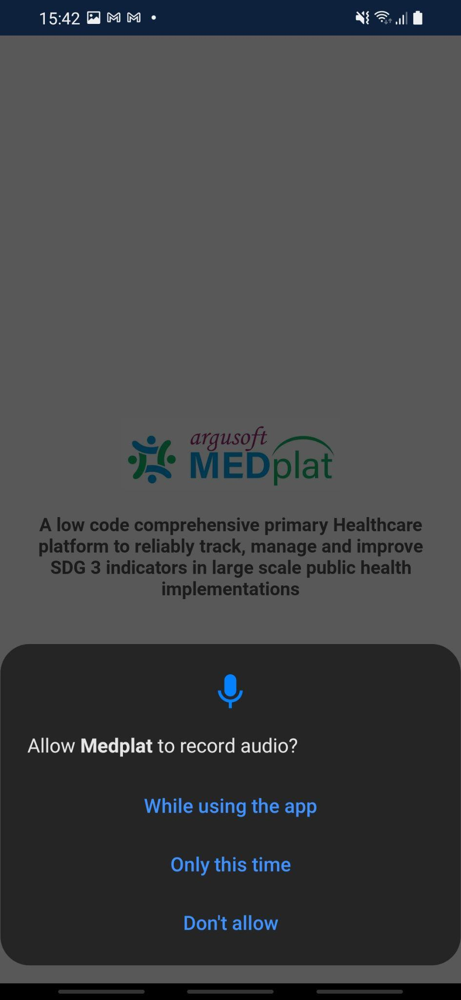 15:42
argusoft
MEDplat
A low code comprehensive primary Healthcare
platform to reliably track, manage and improve
SDG 3 indicators in large scale public health
implementations
Allow Medplat to record audio?
While using the app
Only this time
Don't allow